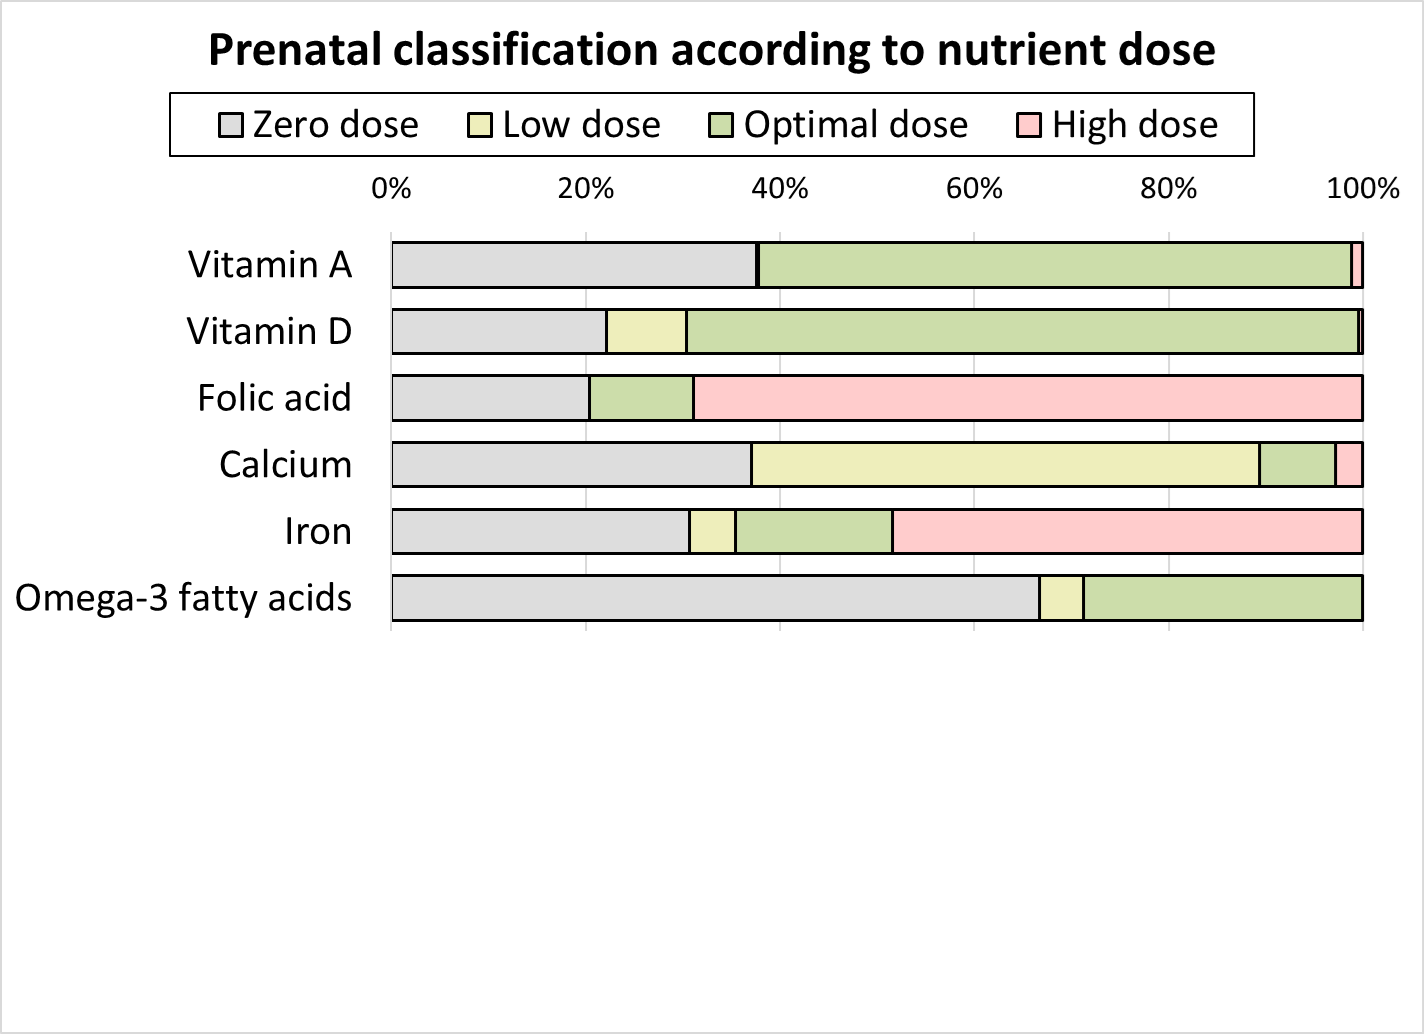 Prenatal classification according to nutrient dose
Zero dose Low dose Optimal dose High dose
0% 20% 40% 60% 80% 100%
Vitamin A
Vitamin D
Folic acid
Calcium
Iron
Omega-3 fatty acids